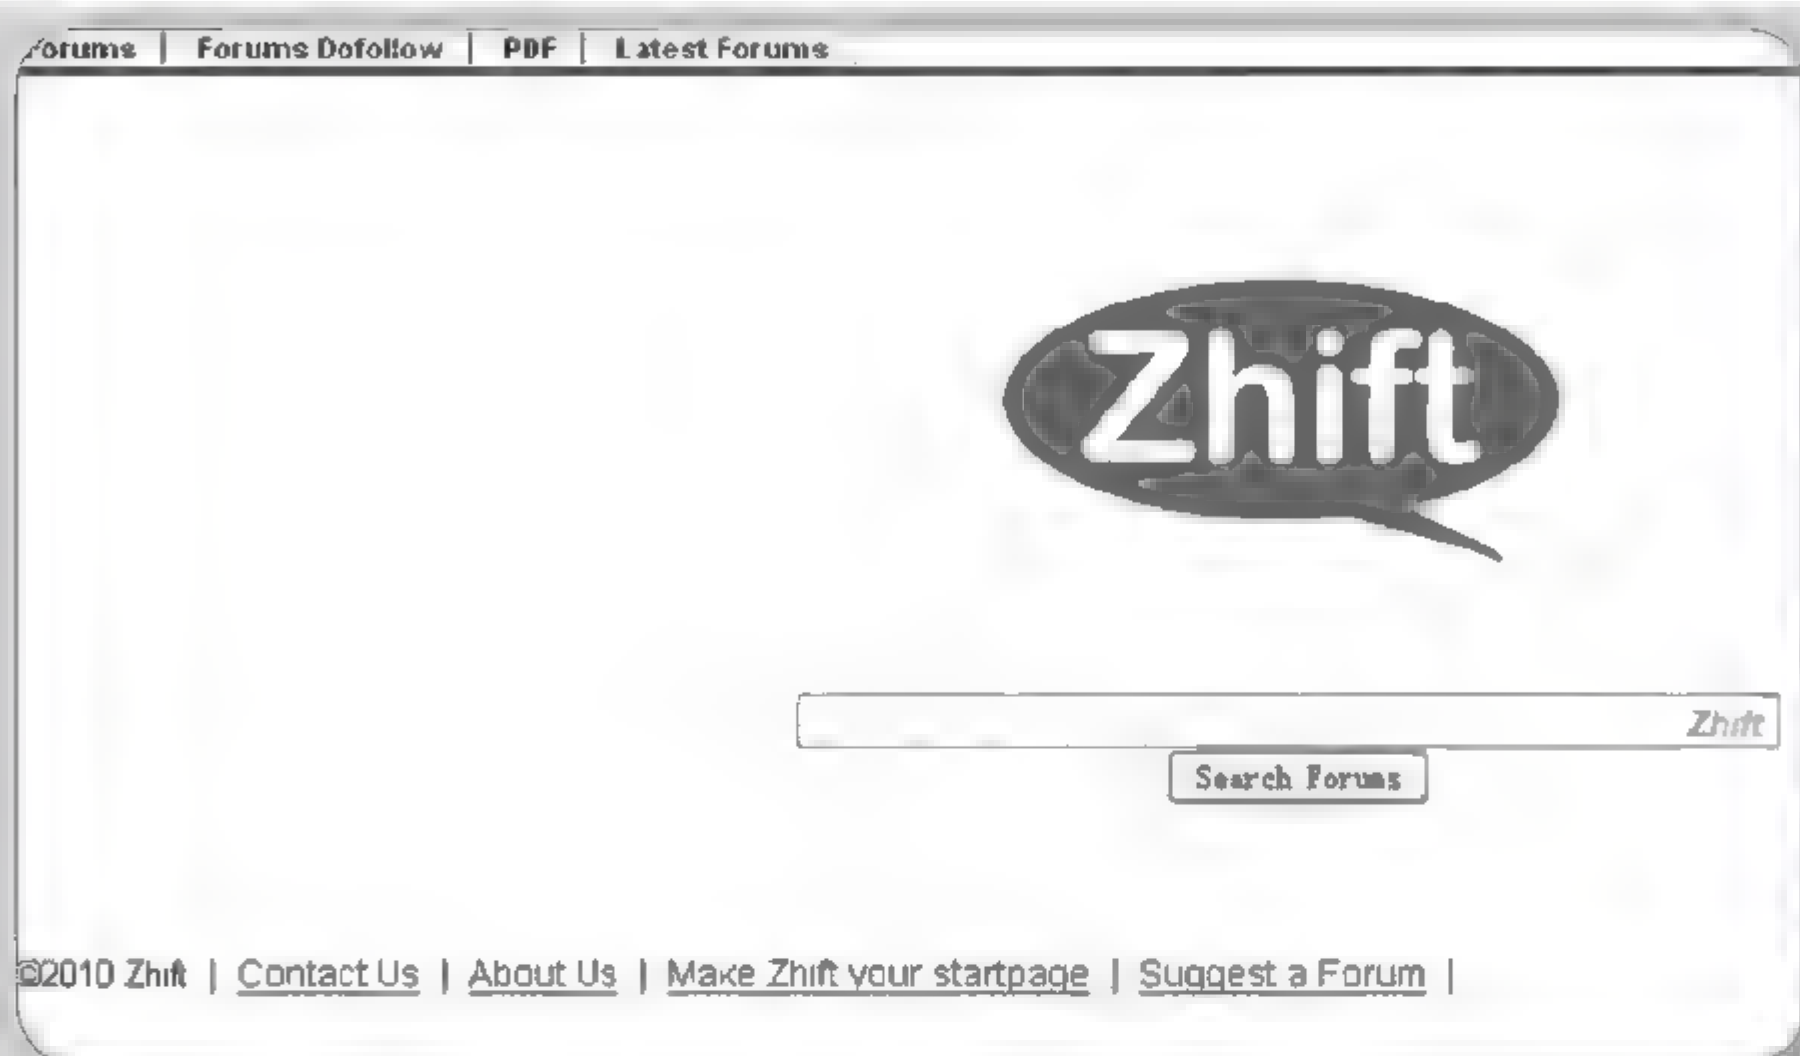 Forums | Forums Dofollow | PDF | Latest Forums
Zhift
Zhift
Search Forums
©2010 Zhift | Contact Us | About Us | Make Zhift your startpage | Suggest a Forum |